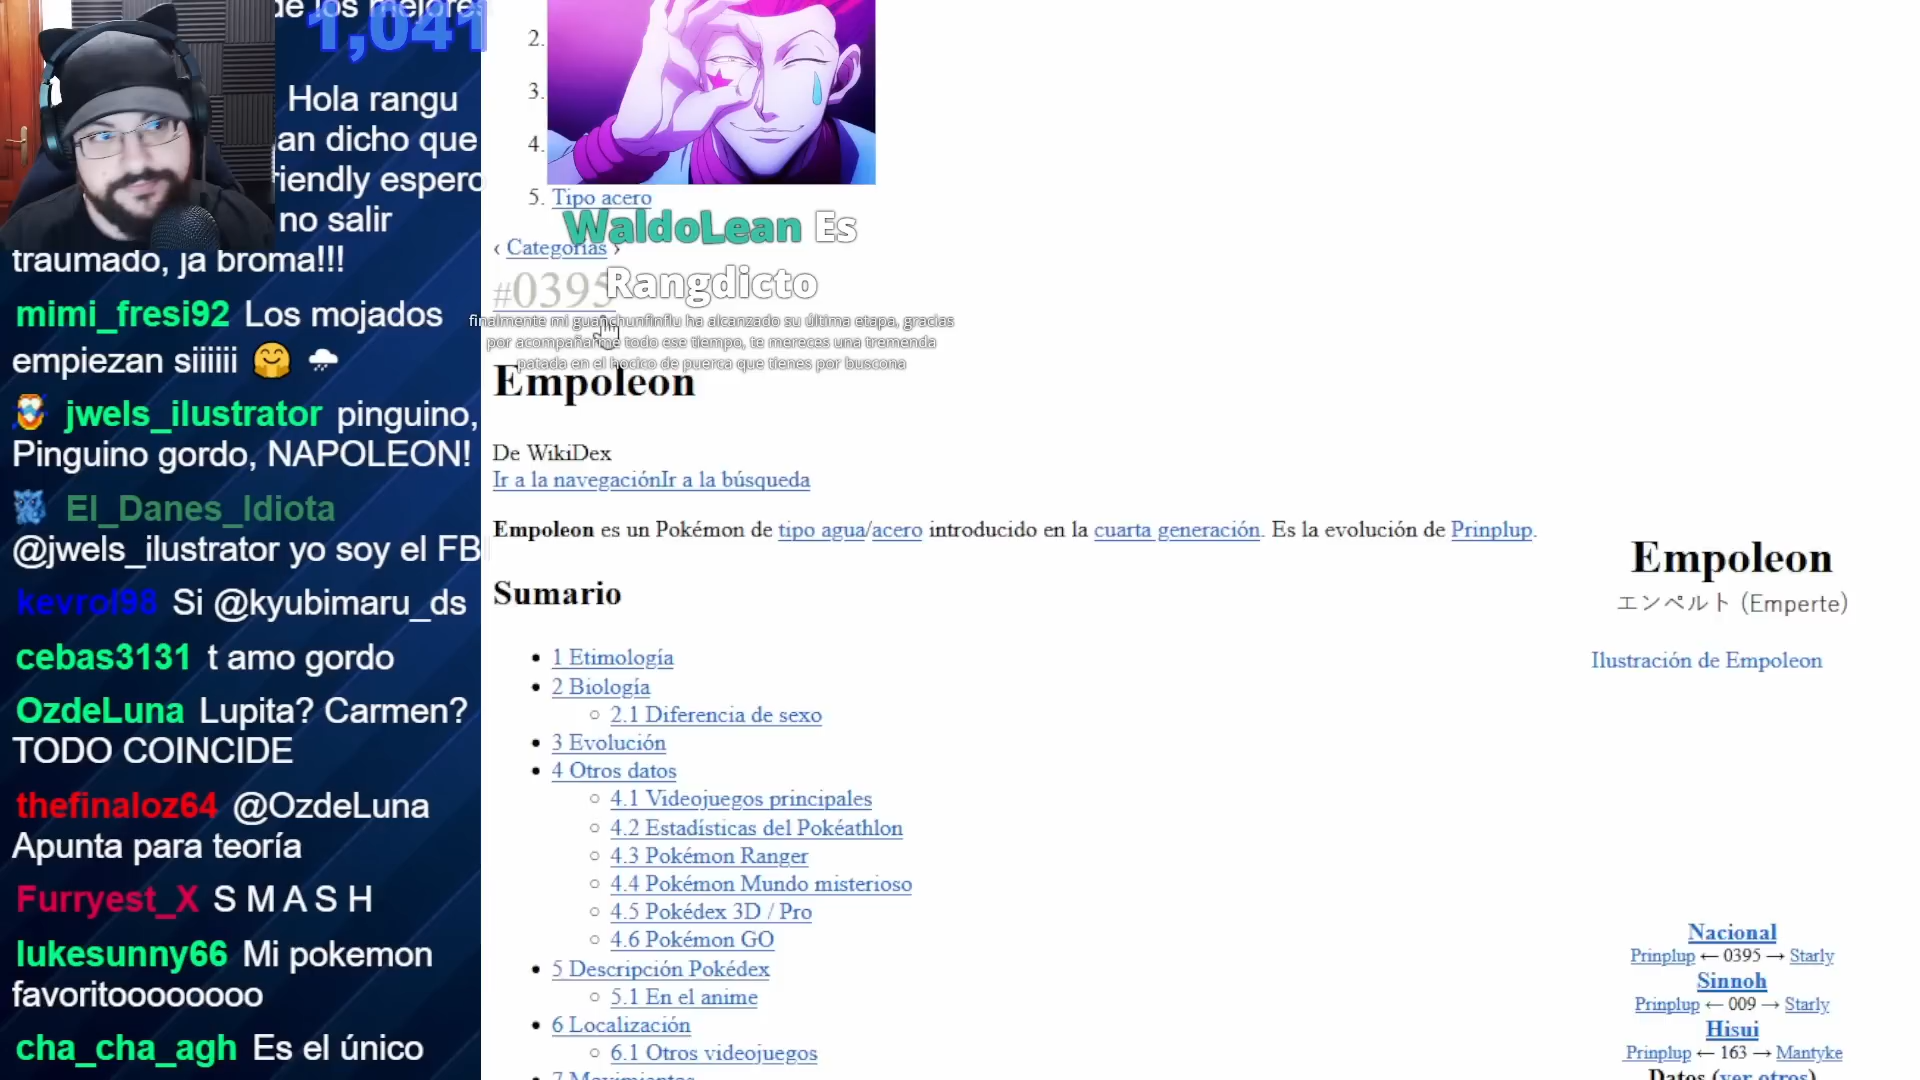 de los mejores
1,041
Hola rangu
an dicho que
riendly espero
no salir
traumado, ja broma!!!
mimi_fresi92 Los mojados
empiezan siiiiii 🤗 🌧
jwels_ilustrator pinguino,
Pinguino gordo, NAPOLEON!
El_Danes_Idiota
@jwels_ilustrator yo soy el FB
kevrol98 Si @kyubimaru_ds
cebas3131 t amo gordo
OzdeLuna Lupita? Carmen?
TODO COINCIDE
thefinaloz64 @OzdeLuna
Apunta para teoría
Furryest_X S M A S H
lukesunny66 Mi pokemon
favoritoooooooo
cha_cha_agh Es el único
2.
3.
4.
5. Tipo acero
WaldoLean Es
Rangdicto
‹ Categorías ›
#0395
finalmente mi guanchunfinflu ha alcanzado su última etapa, gracias
por acompañarme todo ese tiempo, te mereces una tremenda
patada en el hocico de puerca que tienes por buscona
Empoleon
De WikiDex
Ir a la navegaciónIr a la búsqueda
Empoleon es un Pokémon de tipo agua/acero introducido en la cuarta generación. Es la evolución de Prinplup.
Sumario
• 1 Etimología
• 2 Biología
○ 2.1 Diferencia de sexo
• 3 Evolución
• 4 Otros datos
○ 4.1 Videojuegos principales
○ 4.2 Estadísticas del Pokéathlon
○ 4.3 Pokémon Ranger
○ 4.4 Pokémon Mundo misterioso
○ 4.5 Pokédex 3D / Pro
○ 4.6 Pokémon GO
• 5 Descripción Pokédex
○ 5.1 En el anime
• 6 Localización
○ 6.1 Otros videojuegos
• 7 Movimientos
Empoleon
エンペルト (Emperte)
Ilustración de Empoleon
Nacional
Prinplup ← 0395 → Starly
Sinnoh
Prinplup ← 009 → Starly
Hisui
Prinplup ← 163 → Mantyke
Datos (ver otros)